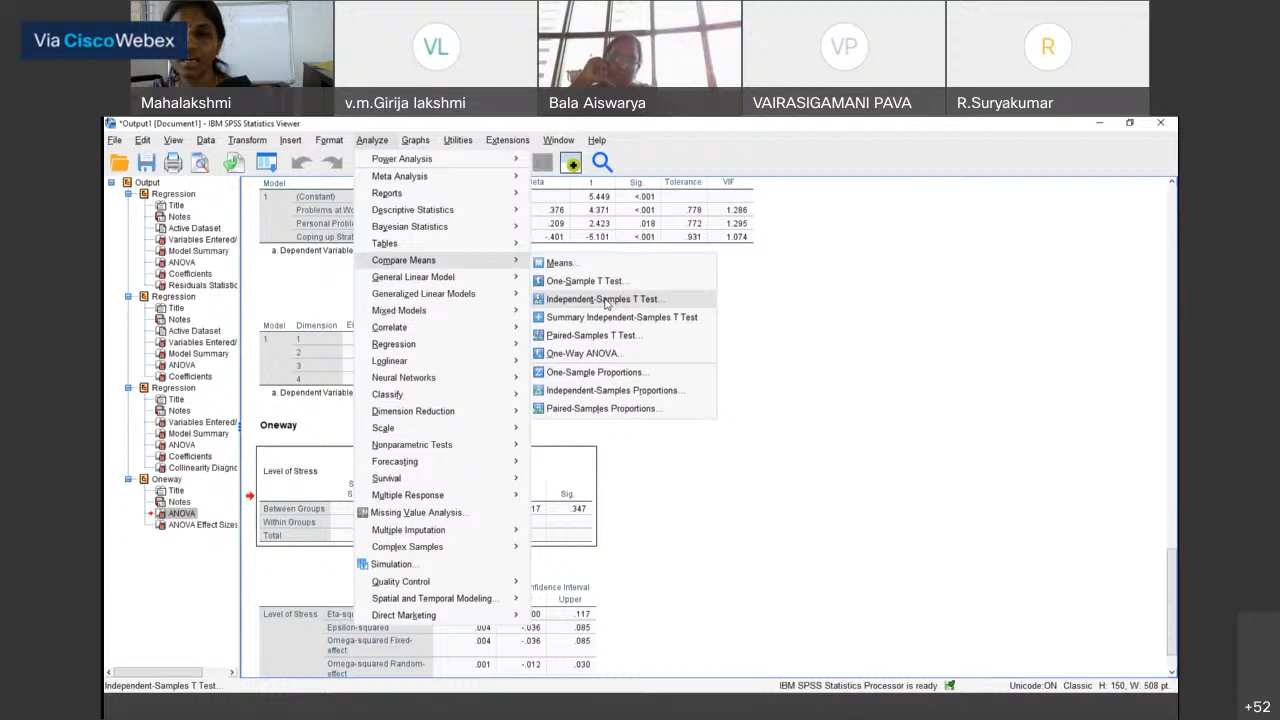 Via CiscoWebex
VL
VP
R
Mahalakshmi
v.m.Girija lakshmi
Bala Aiswarya
VAIRASIGAMANI PAVA
R.Suryakumar
*Output1 [Document1] - IBM SPSS Statistics Viewer
File Edit View Data Transform Insert Format Analyze Graphs Utilities Extensions Window Help
Output
Regression
Title
Notes
Active Dataset
Variables Entered/
Model Summary
ANOVA
Coefficients
Residuals Statistic
Regression
Title
Notes
Active Dataset
Variables Entered/
Model Summary
ANOVA
Coefficients
Regression
Title
Notes
Variables Entered/
Model Summary
ANOVA
Coefficients
Collinearity Diagno
Oneway
Title
Notes
ANOVA
ANOVA Effect Sizes
Power Analysis
Meta Analysis
Reports
Descriptive Statistics
Bayesian Statistics
Tables
Compare Means
General Linear Model
Generalized Linear Models
Mixed Models
Correlate
Regression
Loglinear
Neural Networks
Classify
Dimension Reduction
Scale
Nonparametric Tests
Forecasting
Survival
Multiple Response
Missing Value Analysis...
Multiple Imputation
Complex Samples
Simulation...
Quality Control
Spatial and Temporal Modeling...
Direct Marketing
Means...
One-Sample T Test...
Independent-Samples T Test...
Summary Independent-Samples T Test
Paired-Samples T Test...
One-Way ANOVA...
One-Sample Proportions...
Independent-Samples Proportions...
Paired-Samples Proportions...
Model t Sig. Tolerance VIF
1 (Constant) 5.449 <.001
Problems at Wo .376 4.371 <.001 .778 1.286
Personal Probl .209 2.423 .018 .772 1.295
Coping up Strat -.401 -5.101 <.001 .931 1.074
a. Dependent Variabl
Model Dimension
1 1
2
3
4
a. Dependent Variabl
Oneway
Level of Stress
Sig.
Between Groups 17 .347
Within Groups
Total
nfidence Interval
Upper
Level of Stress Eta-sq 00 .117
Epsilon-squared .004 -.036 .085
Omega-squared Fixed-effect .004 -.036 .085
Omega-squared Random-effect .001 -.012 .030
Independent-Samples T Test...
IBM SPSS Statistics Processor is ready
Unicode:ON Classic H: 150, W: 508 pt.
+52